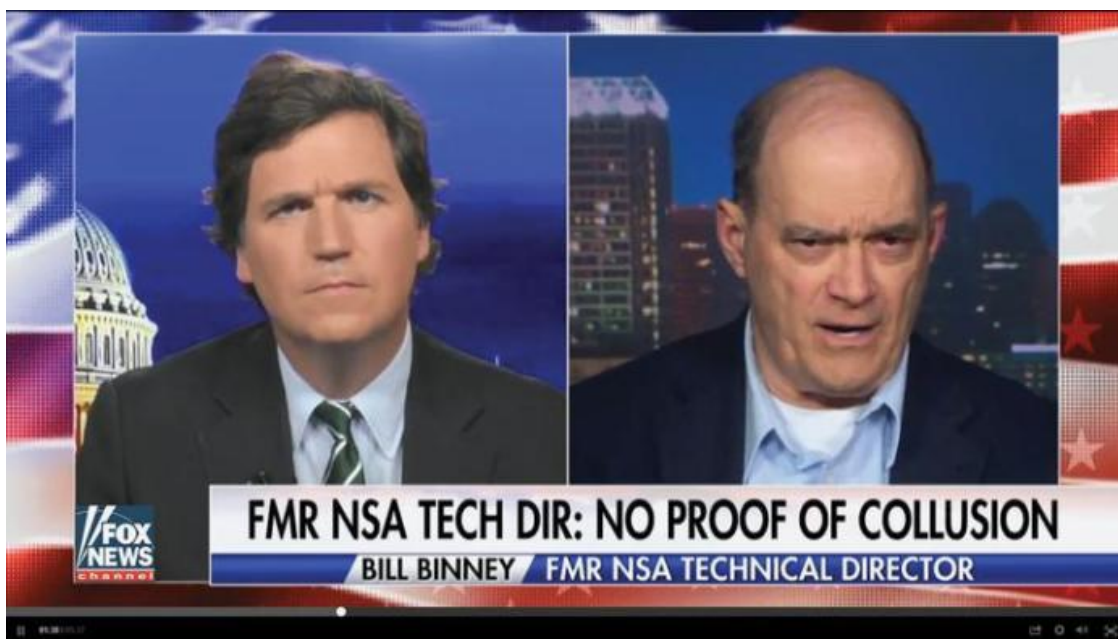 FMR NSA TECH DIR: NO PROOF OF COLLUSION
FOX
NEWS
channel
BILL BINNEY FMR NSA TECHNICAL DIRECTOR